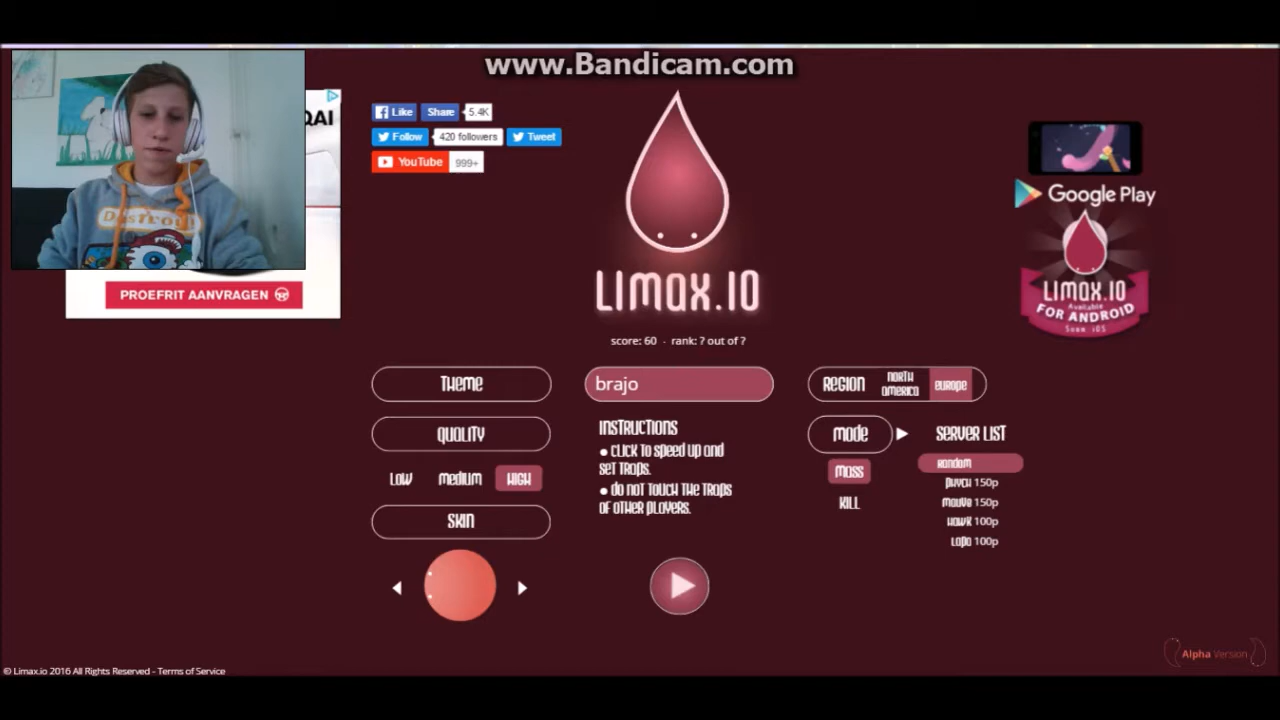 www.Bandicam.com
QAI
Like Share 5.4K
Follow 420 followers Tweet
YouTube 999+
Google Play
LIMAX.IO
Available
FOR ANDROID
Soon iOS
PROEFRIT AANVRAGEN
LIMAX.IO
score: 60 - rank: ? out of ?
THEME
brajo
REGION
NORTH
AMERICA
EUROPE
QUALITY
LOW MEDIUM HIGH
SKIN
INSTRUCTIONS
• CLICK TO SPEED UP AND
SET TRAPS.
• DO NOT TOUCH THE TRAPS
OF OTHER PLAYERS.
MODE
MASS
KILL
SERVER LIST
RANDOM
150p
MAUVE 150p
HAWK 100p
100p
© Limax.io 2016 All Rights Reserved - Terms of Service
Alpha Version